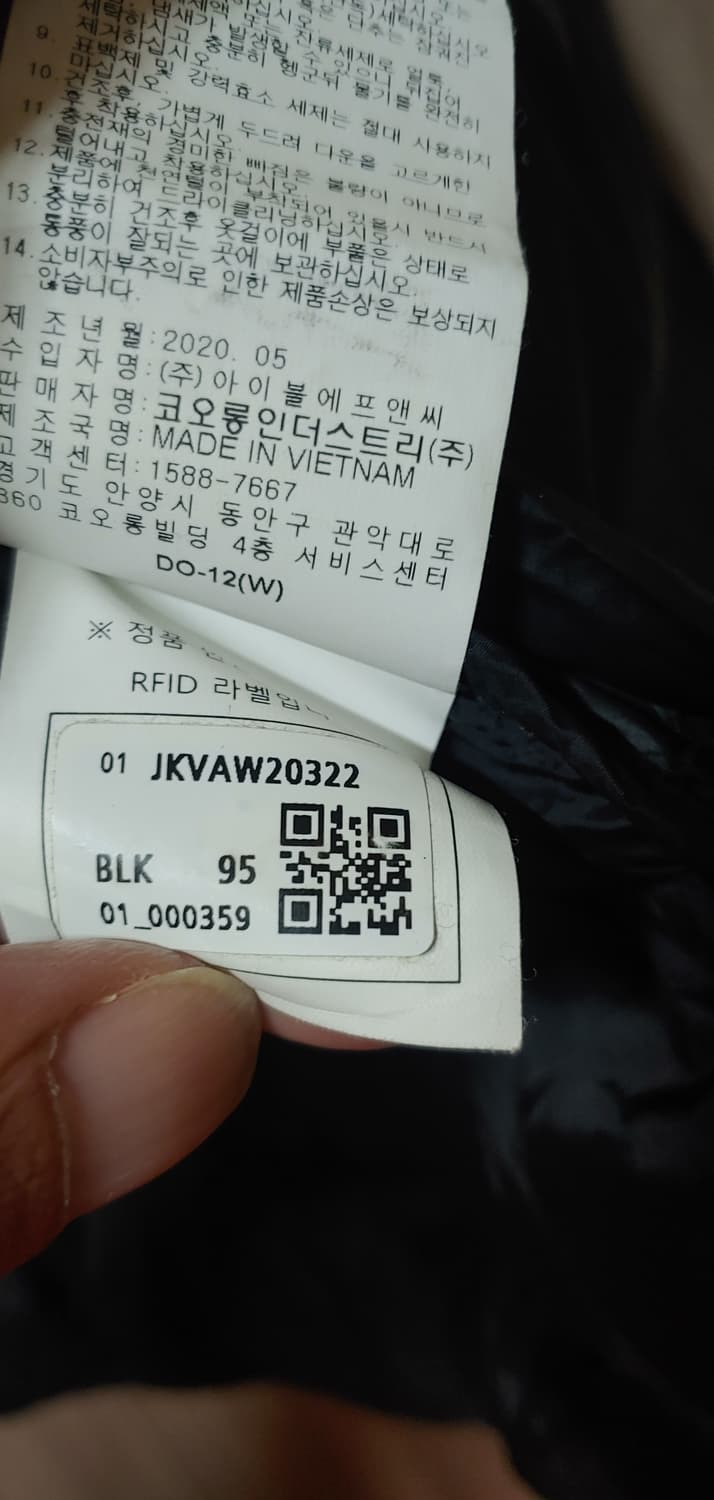 세탁하십시오.
9. 제거하시고 충분히 헹군뒤 물기를 완전히
표백제 및 강력효소 세제는 절대 사용하지
마십시오.
10. 건조후, 가볍게 두드려 다운을 고르게한
후 착용하십시오.
11. 충전재의 경미한 빠짐은 불량이 아니므로
털어내고 착용하십시오.
12. 제품에 천연털이 부착되어 있을시 반드시
분리하여 드라이클리닝하십시오.
13. 충분히 건조후 옷걸이에 부풀은 상태로
통풍이 잘되는 곳에 보관하십시오.
14. 소비자부주의로 인한 제품손상은 보상되지
않습니다.
제 조 년 월 : 2020. 05
수 입 자 명 : (주) 아 이 블 에 프 앤 씨
판 매 자 명 : 코오롱인더스트리(주)
제 조 국 명 : MADE IN VIETNAM
고 객 센 터 : 1588-7667
경 기 도 안 양 시 동 안 구 관 악 대 로
360 코 오 롱 빌 딩 4층 서 비 스 센 터
DO-12(W)
※ 정품
RFID 라벨입니
01 JKVAW20322
BLK 95
01_000359